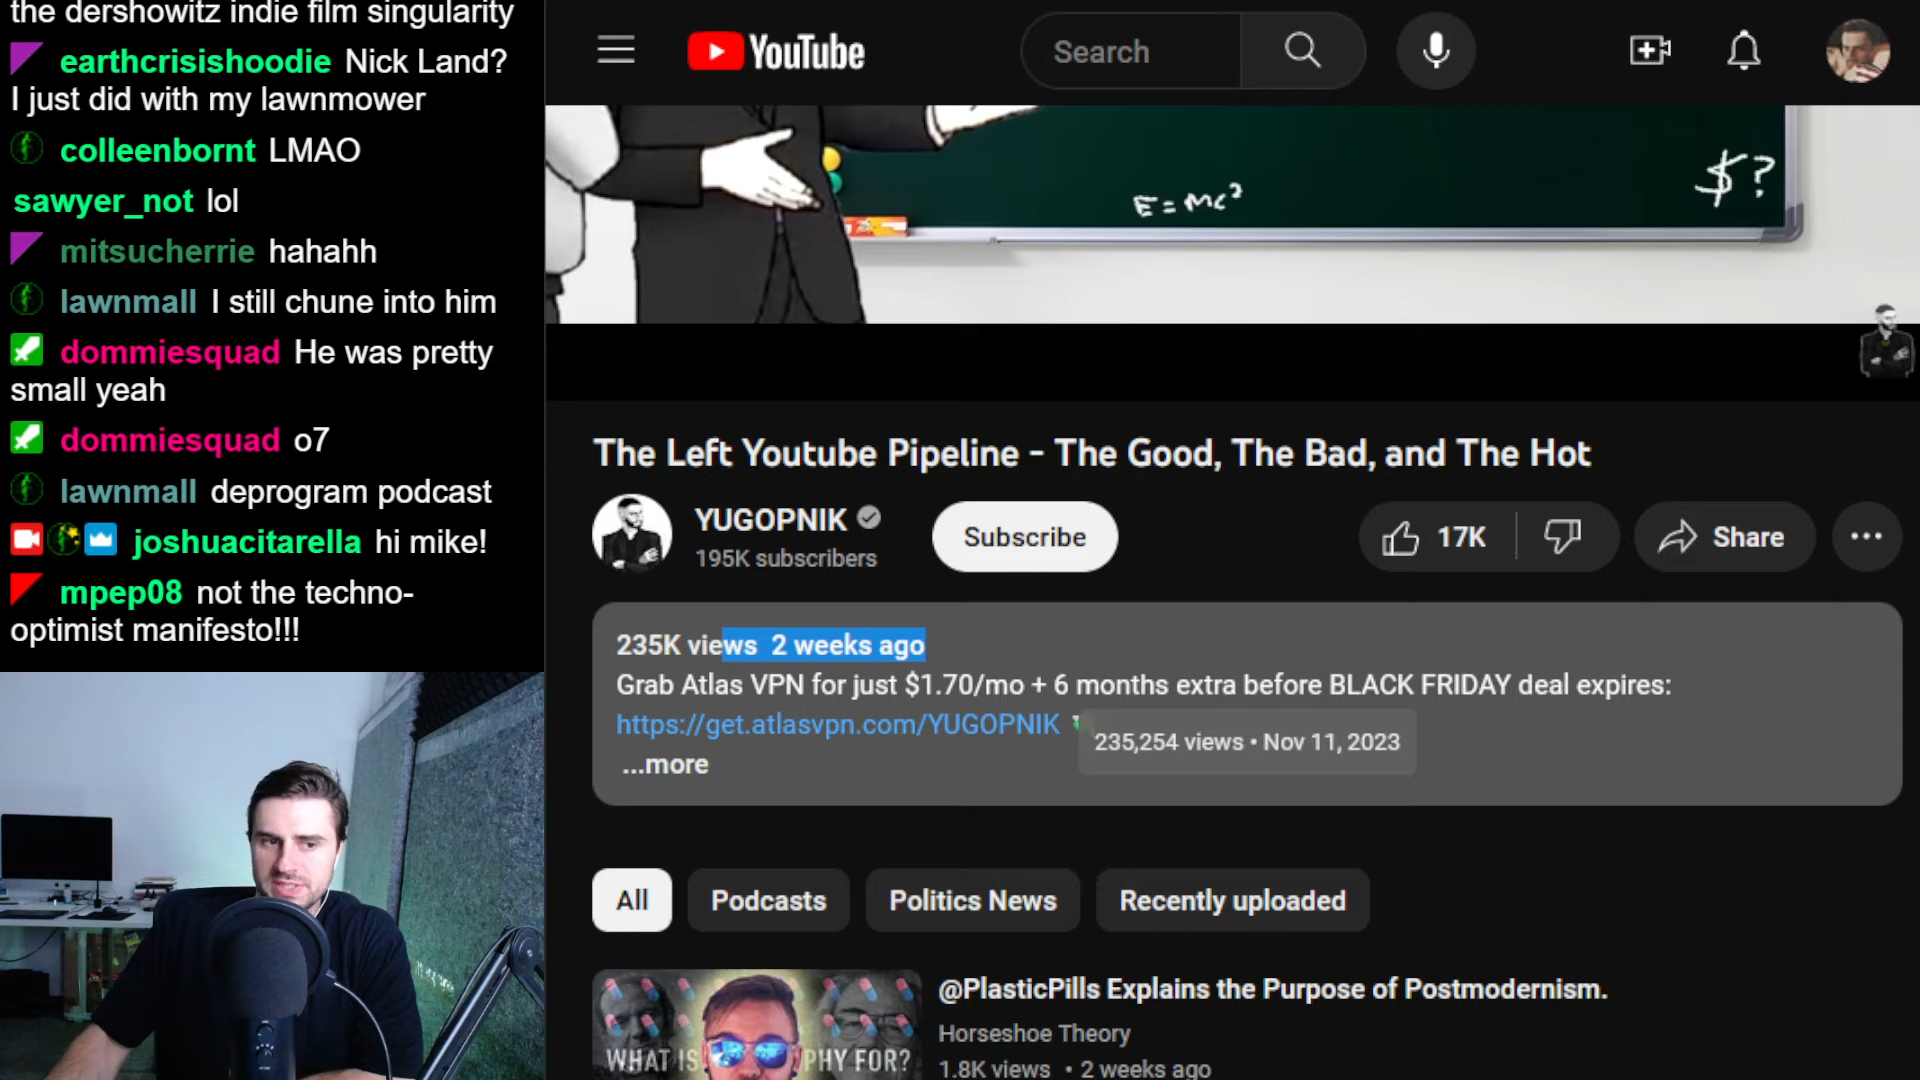 the dershowitz indie film singularity
earthcrisishoodie Nick Land?
I just did with my lawnmower
colleenbornt LMAO
sawyer_not lol
mitsucherrie hahahh
lawnmall I still chune into him
dommiesquad He was pretty
small yeah
dommiesquad o7
lawnmall deprogram podcast
joshuacitarella hi mike!
mpep08 not the techno-
optimist manifesto!!!
YouTube
Search
E=mc²
$?
The Left Youtube Pipeline - The Good, The Bad, and The Hot
YUGOPNIK
195K subscribers
Subscribe
17K
Share
235K views 2 weeks ago
Grab Atlas VPN for just $1.70/mo + 6 months extra before BLACK FRIDAY deal expires:
https://get.atlasvpn.com/YUGOPNIK
235,254 views • Nov 11, 2023
...more
All
Podcasts
Politics News
Recently uploaded
@PlasticPills Explains the Purpose of Postmodernism.
Horseshoe Theory
1.8K views • 2 weeks ago
WHAT IS PHY FOR?